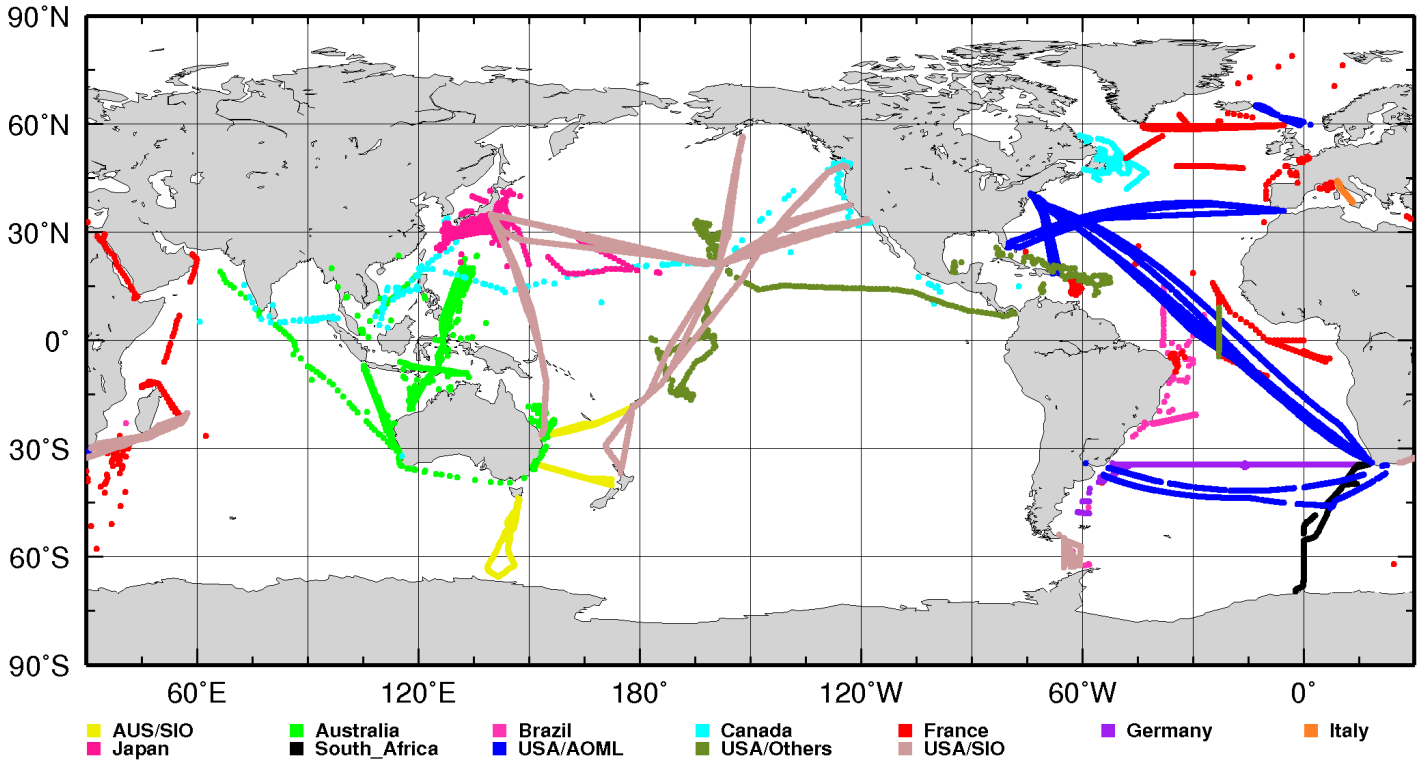 90˚N
60˚N
30˚N
0˚
30˚S
60˚S
90˚S
60˚E 120˚E 180˚ 120˚W 60˚W 0˚
AUS/SIO Australia Brazil Canada France Germany Italy
Japan South_Africa USA/AOML USA/Others USA/SIO